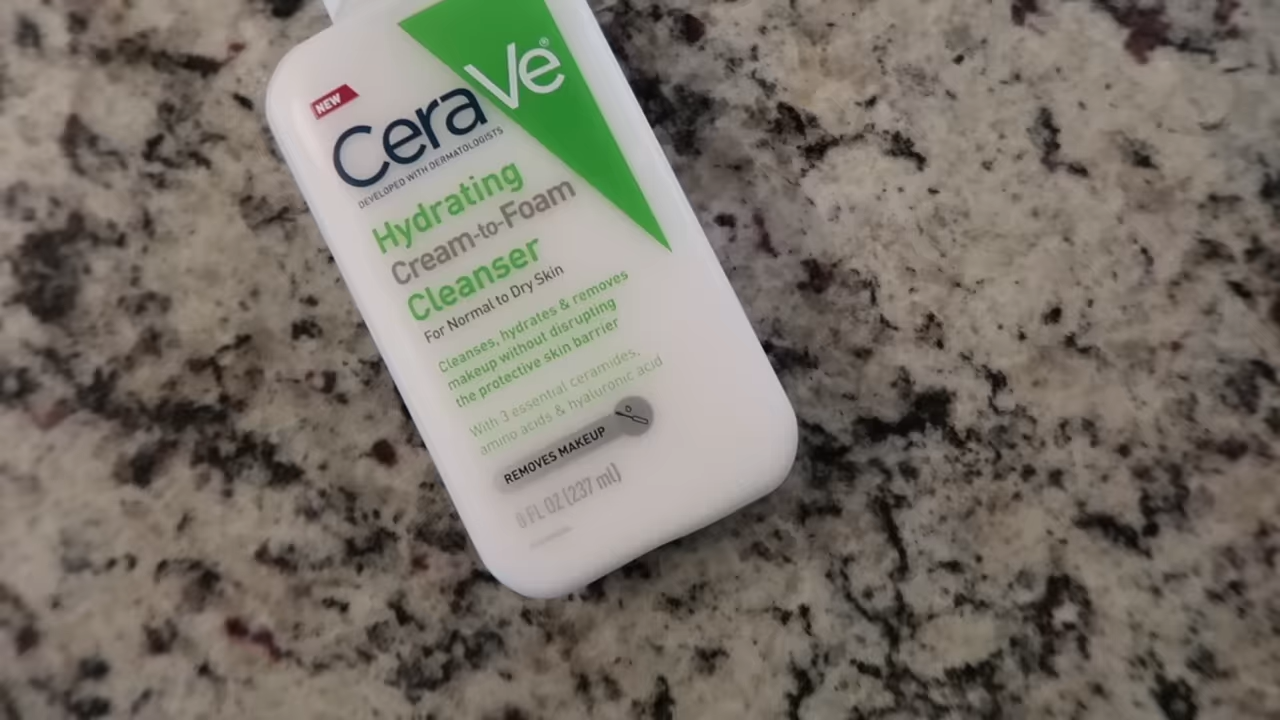 NEW
CeraVe®
DEVELOPED WITH DERMATOLOGISTS
Hydrating
Cream-to-Foam
Cleanser
For Normal to Dry Skin
Cleanses, hydrates & removes
makeup without disrupting
the protective skin barrier
With 3 essential ceramides,
amino acids & hyaluronic acid
REMOVES MAKEUP
8 FL OZ (237 ml)